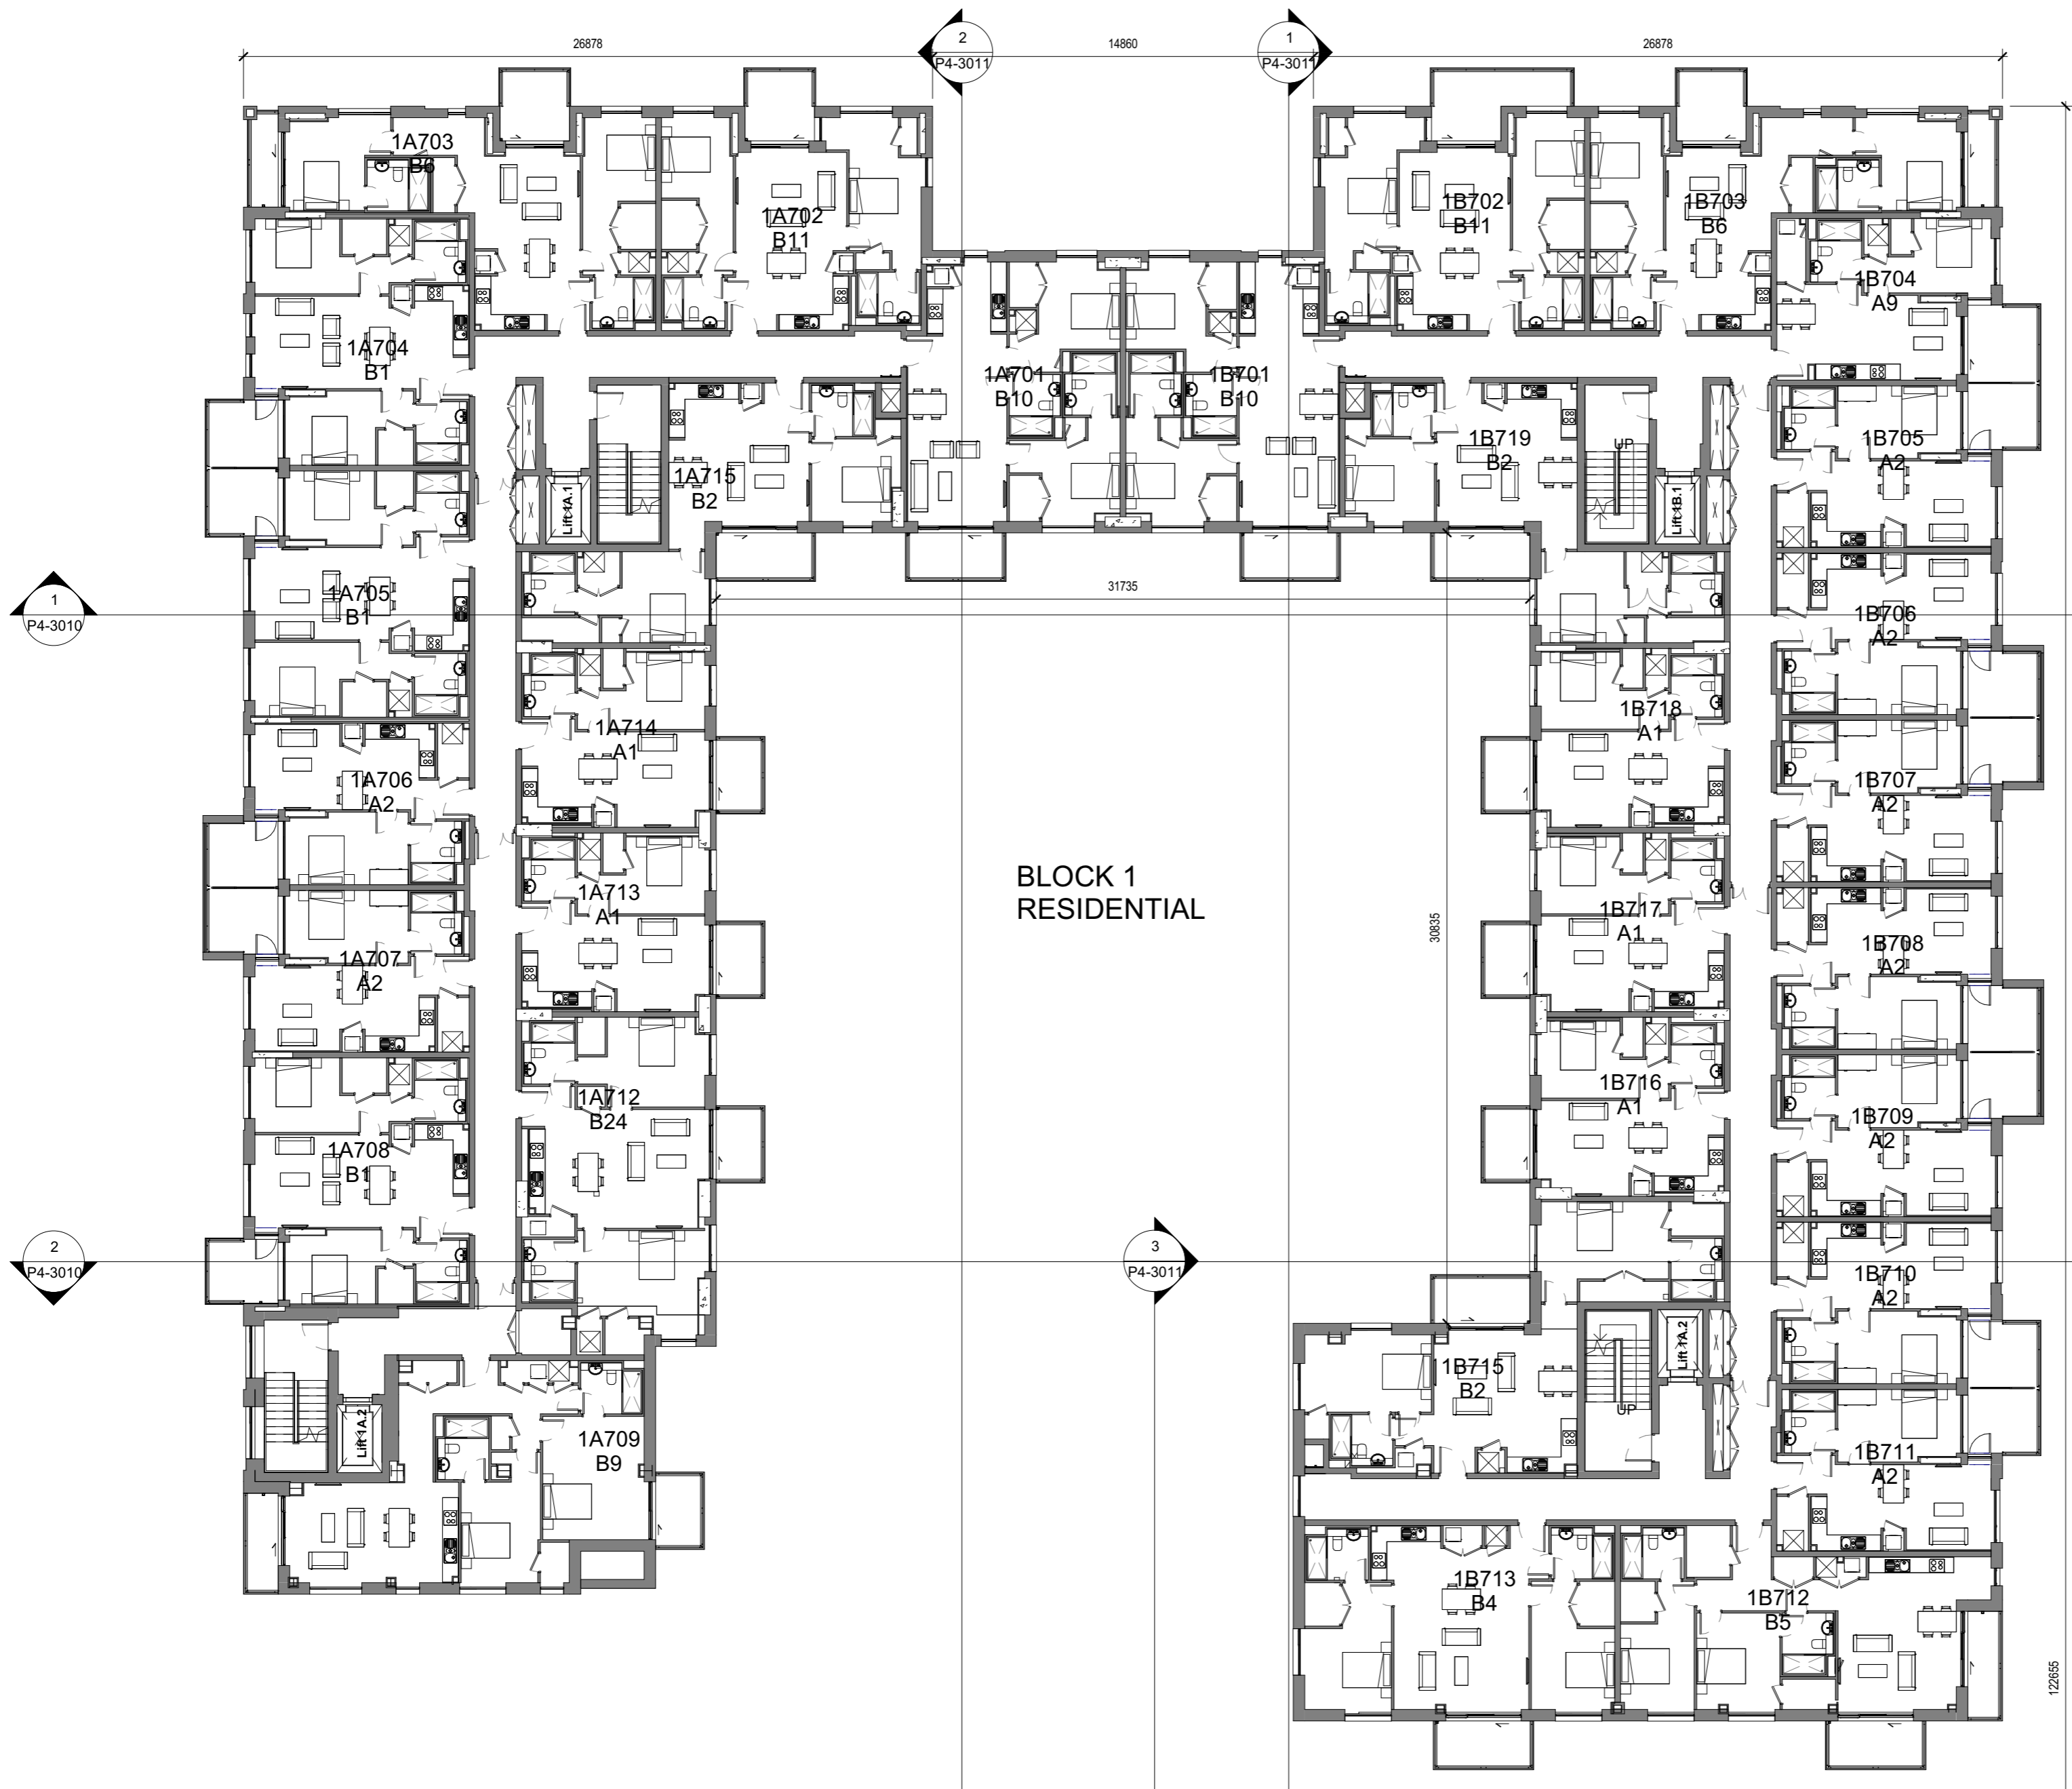 26878
2
P4-3011
14860
1
P4-3011
26878
1A703
B6
1A702
B11
1B702
B11
1B703
B6
1B704
A9
1A704
B1
1A701
B10
1B701
B10
1A715
B2
1B719
B2
1B705
A2
UP
Lift 1A.1
Lift 1B.1
31735
1
P4-3010
1A705
B1
1B706
A2
1A714
A1
1B718
A1
1A706
A2
1B707
A2
BLOCK 1
RESIDENTIAL
1A713
A1
1B717
A1
30835
1A707
A2
1B708
A2
1A712
B24
1B716
A1
1B709
A2
1A708
B1
2
P4-3010
3
P4-3011
1B710
A2
Lift 1A.2
1B715
B2
UP
Lift 1A.2
1A709
B9
1B711
A2
1B713
B4
1B712
B5
122655